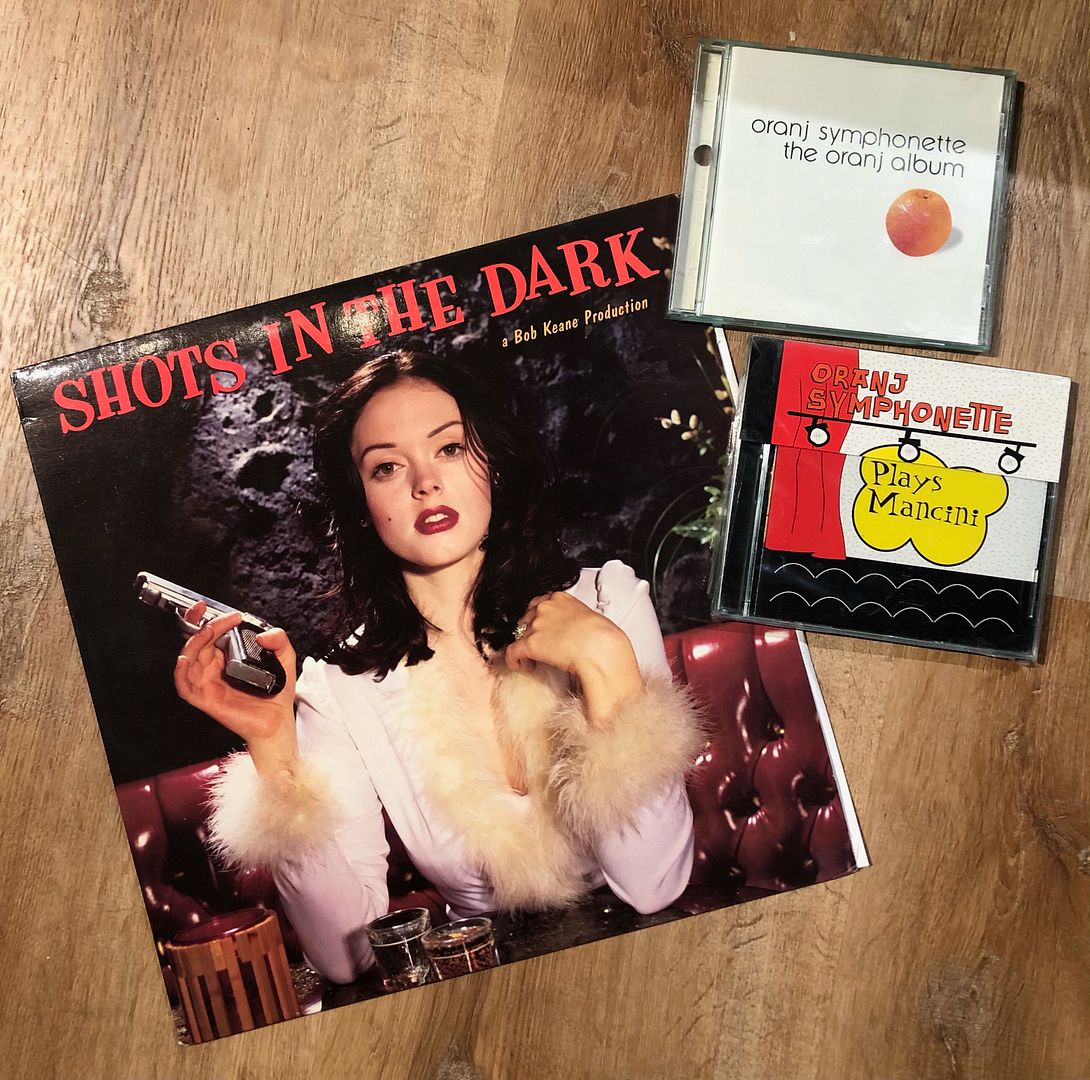 SHOTS IN THE DARK
a Bob Keane Production
oranj symphonette
the oranj album
ORANJ
SYMPHONETTE
Plays
Mancini